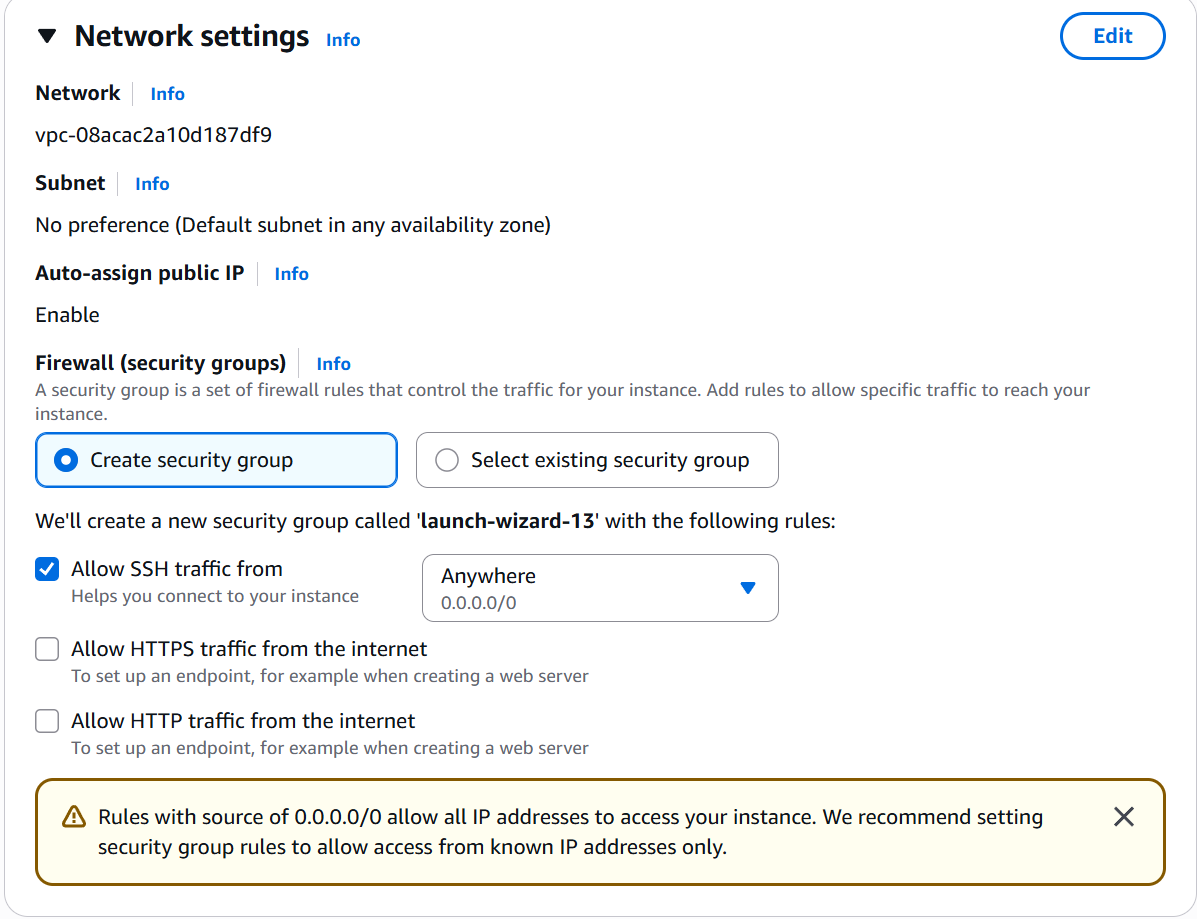 Network settings Info Edit
Network Info
vpc-08acac2a10d187df9
Subnet Info
No preference (Default subnet in any availability zone)
Auto-assign public IP Info
Enable
Firewall (security groups) Info
A security group is a set of firewall rules that control the traffic for your instance. Add rules to allow specific traffic to reach your
instance.
Create security group Select existing security group
We'll create a new security group called 'launch-wizard-13' with the following rules:
Allow SSH traffic from
Helps you connect to your instance
Anywhere
0.0.0.0/0
Allow HTTPS traffic from the internet
To set up an endpoint, for example when creating a web server
Allow HTTP traffic from the internet
To set up an endpoint, for example when creating a web server
Rules with source of 0.0.0.0/0 allow all IP addresses to access your instance. We recommend setting
security group rules to allow access from known IP addresses only.